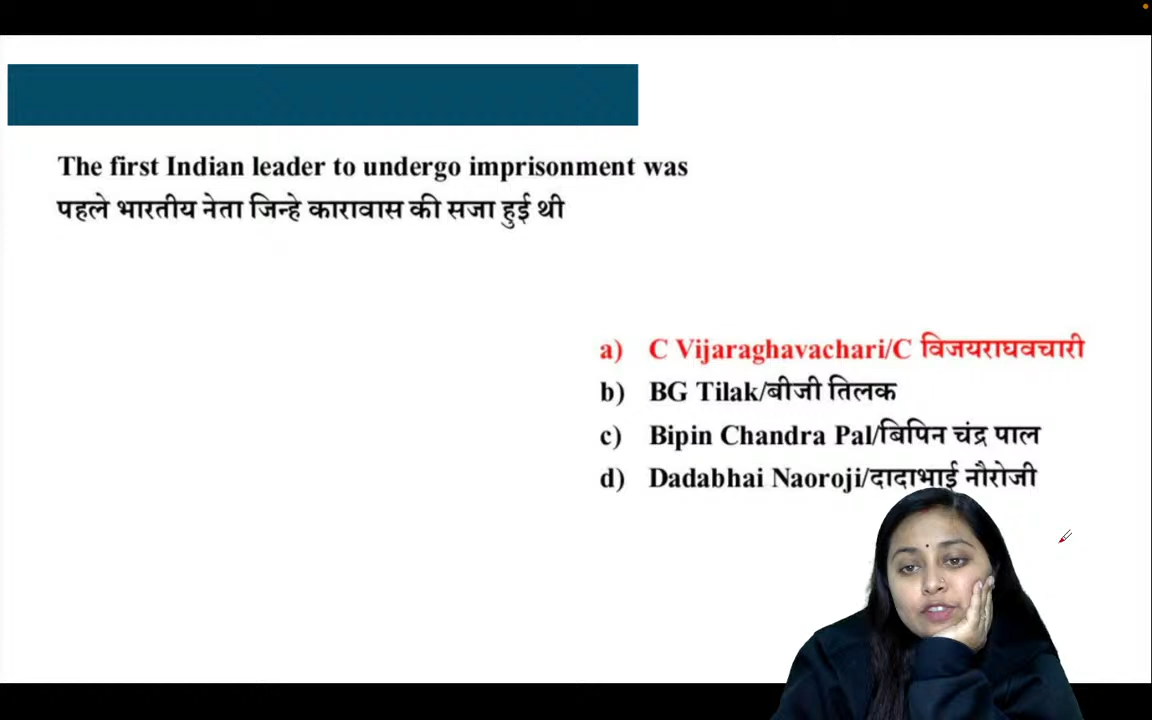 The first Indian leader to undergo imprisonment was
पहले भारतीय नेता जिन्हे कारावास की सजा हुई थी
a) C Vijaraghavachari/C विजयराघवचारी
b) BG Tilak/बीजी तिलक
c) Bipin Chandra Pal/बिपिन चंद्र पाल
d) Dadabhai Naoroji/दादाभाई नौरोजी